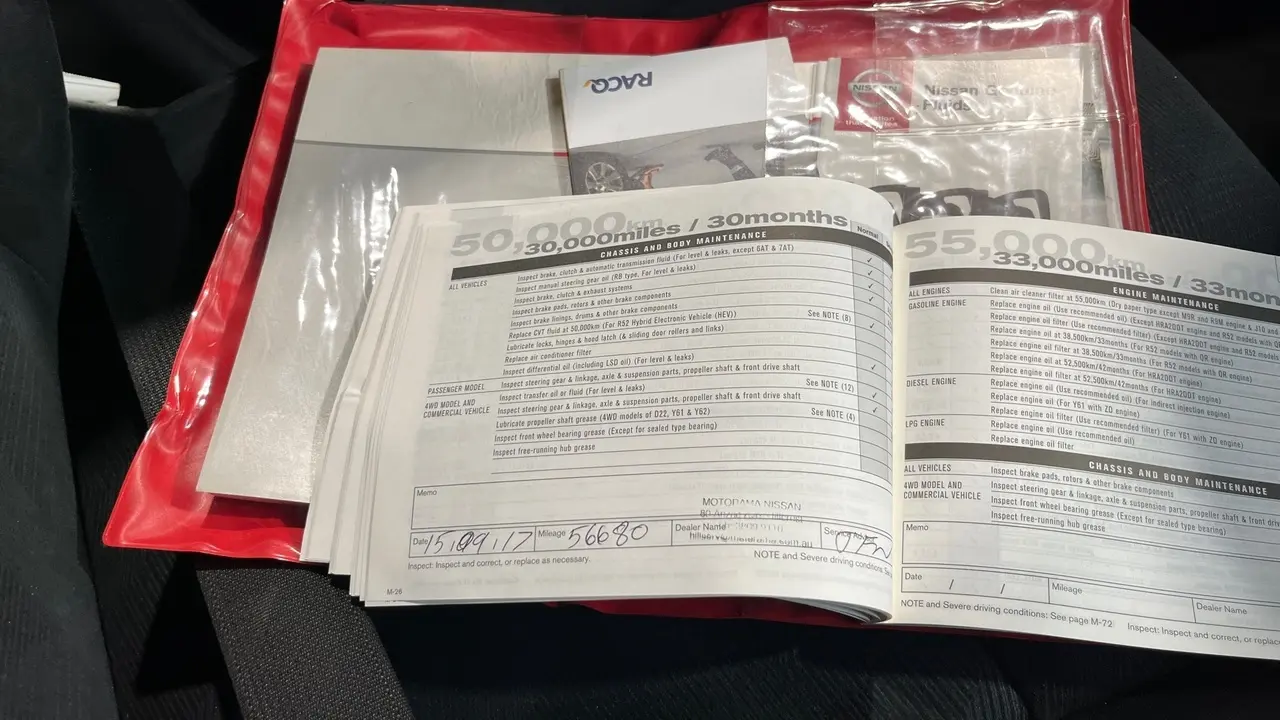 RACQ
NISSAN
Nissan Genuine
Fluids
50,000km
30,000miles / 30months
Normal
CHASSIS AND BODY MAINTENANCE
ALL VEHICLES
Inspect brake, clutch & automatic transmission fluid (For level & leaks, except 6AT & 7AT)
Inspect manual steering gear oil (RB type, For level & leaks)
Inspect brake, clutch & exhaust systems
Inspect brake pads, rotors & other brake components
Inspect brake linings, drums & other brake components
Replace CVT fluid at 50,000km (For R52 Hybrid Electronic Vehicle (HEV)) See NOTE (8)
Lubricate locks, hinges & hood latch (& sliding door rollers and links)
Replace air conditioner filter
Inspect differential oil (including LSD oil) (For level & leaks)
PASSENGER MODEL Inspect steering gear & linkage, axle & suspension parts, propeller shaft & front drive shaft
4WD MODEL AND
COMMERCIAL VEHICLE
Inspect transfer oil or fluid (For level & leaks) See NOTE (12)
Inspect steering gear & linkage, axle & suspension parts, propeller shaft & front drive shaft
Lubricate propeller shaft grease (4WD models of D22, Y61 & Y62) See NOTE (4)
Inspect front wheel bearing grease (Except for sealed type bearing)
Inspect free-running hub grease
Memo
MOTORAMA NISSAN
Date 15/09/17 Mileage 56680 Dealer Name
Inspect: Inspect and correct, or replace as necessary.
NOTE and Severe driving conditions
M-26
55,000km
33,000miles / 33mon
ENGINE MAINTENANCE
ALL ENGINES Clean air cleaner filter at 55,000km (Dry paper type except M9R and R9M engine & J10 and
GASOLINE ENGINE Replace engine oil (Use recommended oil) (Except HRA2DDT engine and R52 models with
Replace engine oil filter (Use recommended filter) (Except HRA2DDT engine and R52 models
Replace engine oil at 38,500km/33months (For R52 models with QR engine)
Replace engine oil filter at 38,500km/33months (For R52 models with QR engine)
Replace engine oil at 52,500km/42months (For HRA2DDT engine)
Replace engine oil filter at 52,500km/42months (For HRA2DDT engine)
DIESEL ENGINE Replace engine oil (Use recommended oil) (For indirect injection engine)
Replace engine oil (For Y61 with ZD engine)
Replace engine oil filter (Use recommended filter) (For Y61 with ZD engine)
LPG ENGINE Replace engine oil (Use recommended oil)
Replace engine oil filter
CHASSIS AND BODY MAINTENANCE
ALL VEHICLES Inspect brake pads, rotors & other brake components
4WD MODEL AND
COMMERCIAL VEHICLE
Inspect steering gear & linkage, axle & suspension parts, propeller shaft & front
Inspect front wheel bearing grease (Except for sealed type bearing)
Inspect free-running hub grease
Memo
Date / / Mileage Dealer Name
NOTE and Severe driving conditions: See page M-72 Inspect: Inspect and correct, or